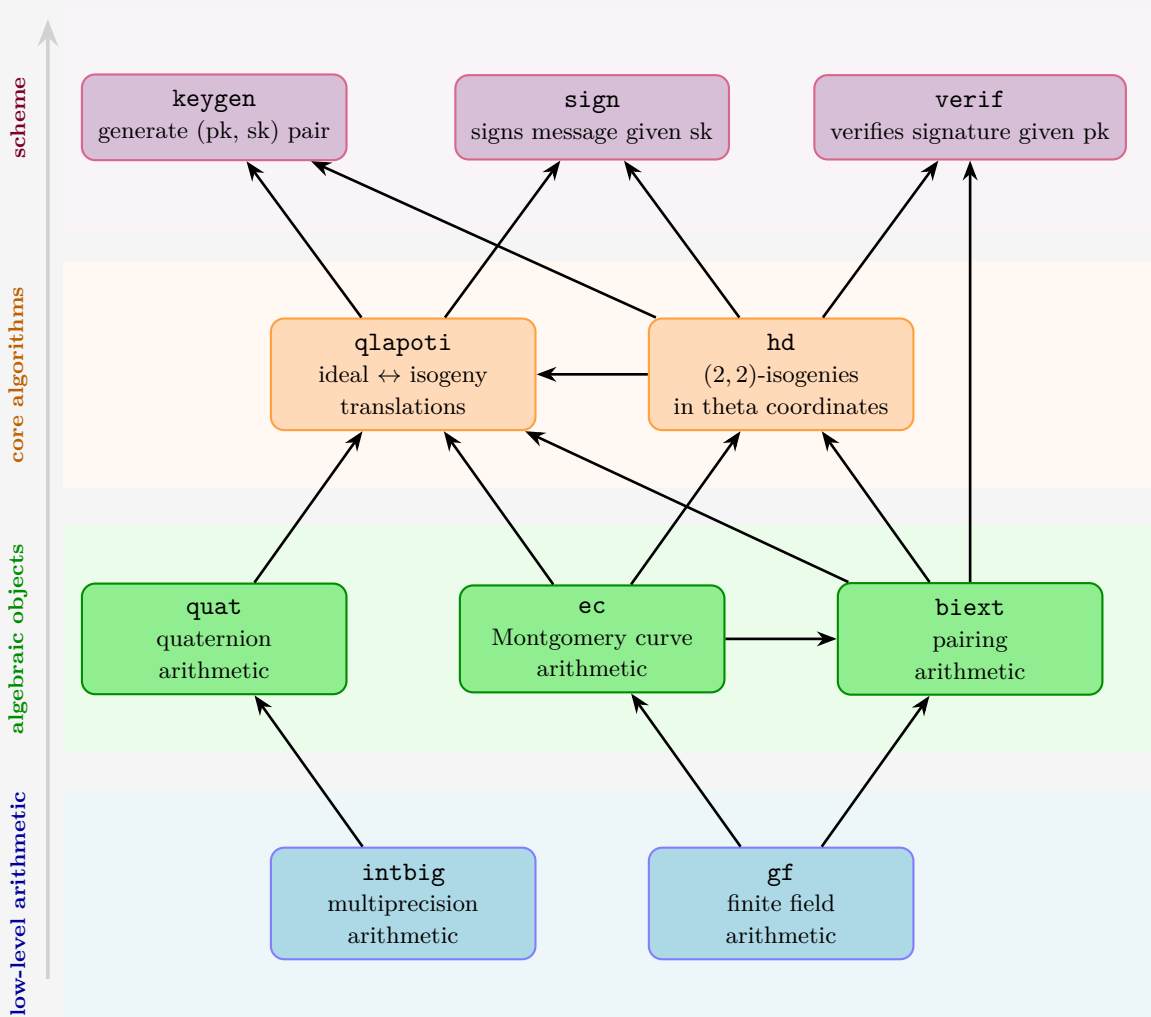 scheme
keygen
generate (pk, sk) pair
sign
signs message given sk
verif
verifies signature given pk
core algorithms
qlapoti
ideal ↔ isogeny
translations
hd
(2, 2)-isogenies
in theta coordinates
algebraic objects
quat
quaternion
arithmetic
ec
Montgomery curve
arithmetic
biext
pairing
arithmetic
low-level arithmetic
intbig
multiprecision
arithmetic
gf
finite field
arithmetic